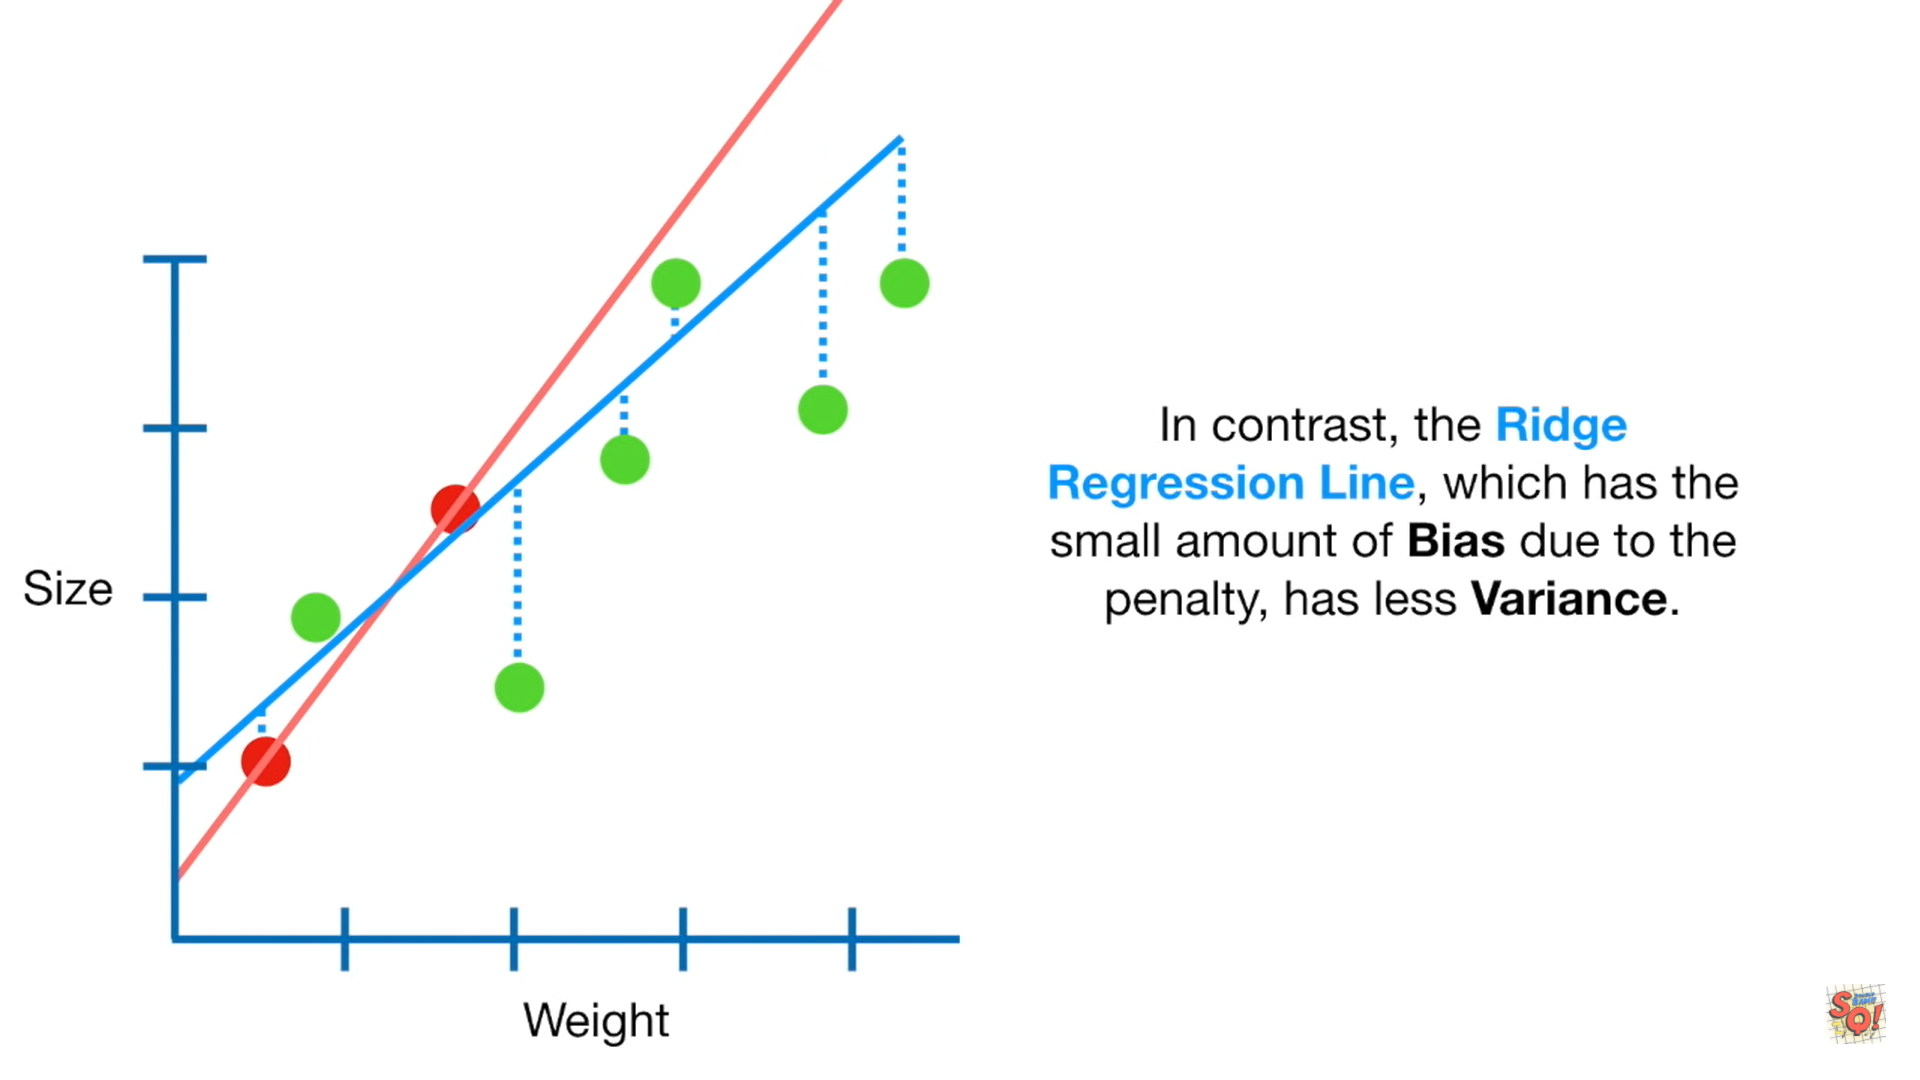 In contrast, the Ridge
Regression Line, which has the
small amount of Bias due to the
penalty, has less Variance.
Size
Weight
SQ!